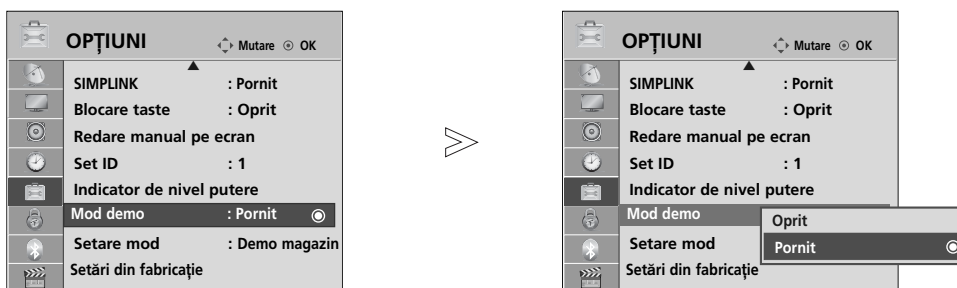 OPȚIUNI Mutare OK
SIMPLINK : Pornit
Blocare taste : Oprit
Redare manual pe ecran
Set ID : 1
Indicator de nivel putere
Mod demo : Pornit
Setare mod : Demo magazin
Setări din fabricație
OPȚIUNI Mutare OK
SIMPLINK : Pornit
Blocare taste : Oprit
Redare manual pe ecran
Set ID : 1
Indicator de nivel putere
Mod demo
Oprit
Setare mod
Pornit
Setări din fabricație